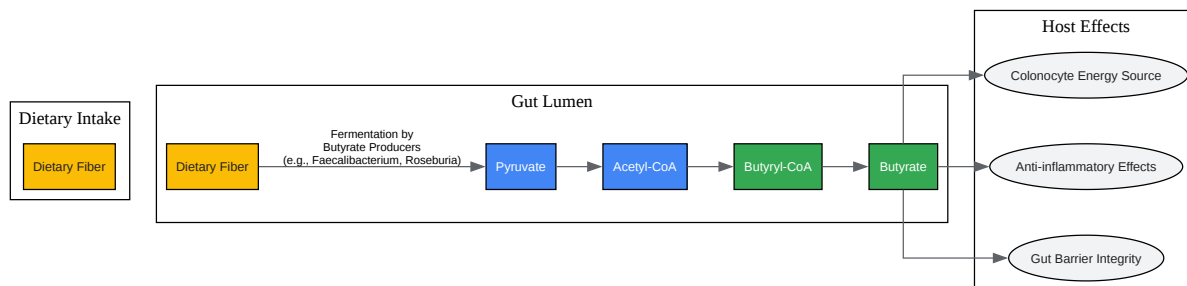 Dietary Intake
Dietary Fiber
Gut Lumen
Dietary Fiber
Fermentation by
Butyrate Producers
(e.g., Faecalibacterium, Roseburia)
Pyruvate
Acetyl-CoA
Butyryl-CoA
Butyrate
Host Effects
Colonocyte Energy Source
Anti-inflammatory Effects
Gut Barrier Integrity